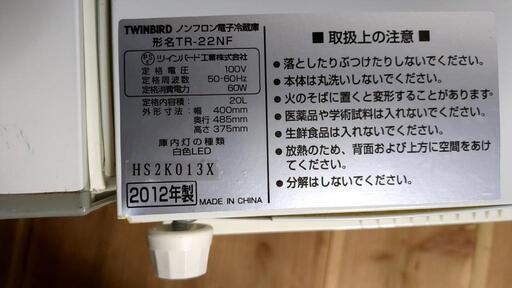 TWINBIRD ノンフロン電子冷蔵庫
形名TR-22NF
PS E ツインバード工業株式会社
定格電圧 100V
定格周波数 50-60Hz
定格消費電力 60W
定格内容積: 20L
外形寸法: 幅 400mm
奥行 485mm
高さ 375mm
庫内灯の種類
白色LED
HS2K013X
2012年製
MADE IN CHINA
■取扱上の注意■
・落としたりぶつけたりしないでください。
・本体は丸洗いしないでください。
・火のそばに置くと変形することがあります。
・医薬品や学術試料は入れないでください。
・生鮮食品は入れないでください。
・放熱のため、背面および上方に空間をあ
けてください。
・分解はしないでください。